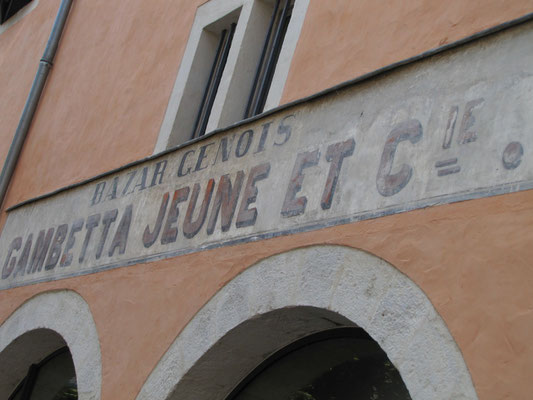 BAZAR GENOIS
GAMBETTA JEUNE ET CIE.